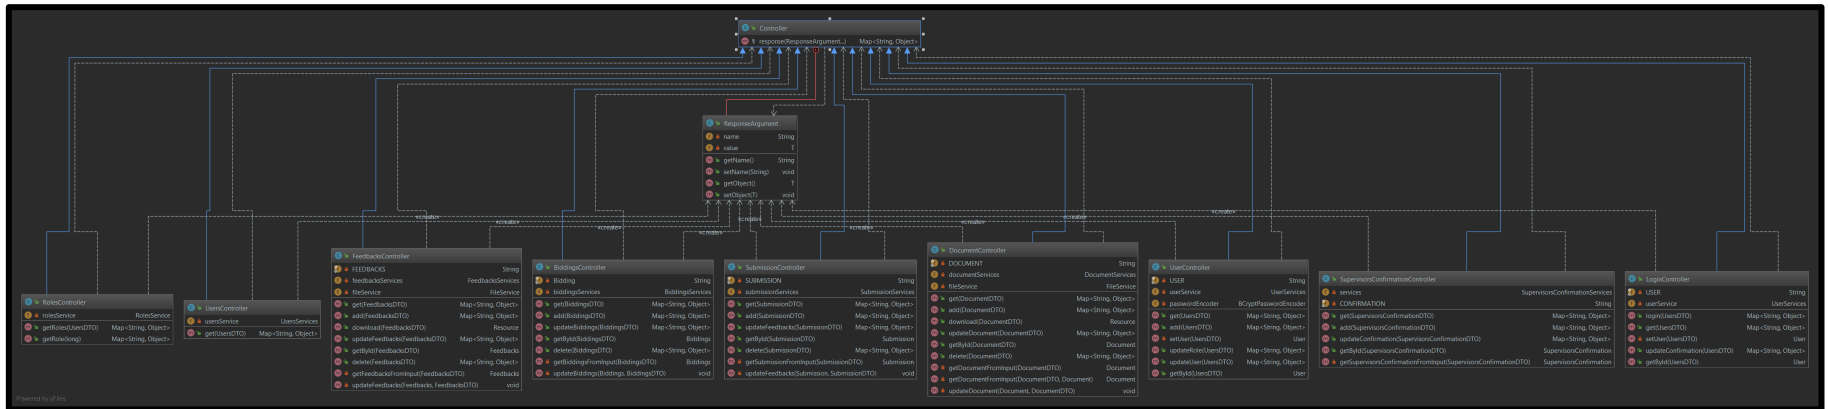 Controller
response(ResponseArgument...) Map<String, Object>
ResponseArgument
name String
value T
getName() String
setName(String) void
getObject() T
setObject(T) void
«create»
«create»
«create»
«create»
«create»
«create»
«create»
«create»
RolesController
rolesService RolesService
getRoles(UsersDTO) Map<String, Object>
getRole(long) Map<String, Object>
UsersController
usersService UsersServices
get(UsersDTO) Map<String, Object>
FeedbacksController
FEEDBACKS String
feedbacksServices FeedbacksServices
fileService FileService
get(FeedbacksDTO) Map<String, Object>
add(FeedbacksDTO) Map<String, Object>
download(FeedbacksDTO) Resource
updateFeedbacks(FeedbacksDTO) Map<String, Object>
getById(FeedbacksDTO) Feedbacks
delete(FeedbacksDTO) Map<String, Object>
getFeedbacksFromInput(FeedbacksDTO) Feedbacks
updateFeedbacks(Feedbacks, FeedbacksDTO) void
BiddingsController
Bidding String
biddingsServices BiddingsServices
get(BiddingsDTO) Map<String, Object>
add(BiddingsDTO) Map<String, Object>
updateBiddings(BiddingsDTO) Map<String, Object>
getById(BiddingsDTO) Biddings
delete(BiddingsDTO) Map<String, Object>
getBiddingsFromInput(BiddingsDTO) Biddings
updateBiddings(Biddings, BiddingsDTO) void
SubmissionController
SUBMISSION String
submissionServices SubmissionServices
get(SubmissionDTO) Map<String, Object>
add(SubmissionDTO) Map<String, Object>
updateFeedbacks(SubmissionDTO) Map<String, Object>
getById(SubmissionDTO) Submission
delete(SubmissionDTO) Map<String, Object>
getSubmissionFromInput(SubmissionDTO) Submission
updateFeedbacks(Submission, SubmissionDTO) void
DocumentController
DOCUMENT String
documentServices DocumentServices
fileService FileService
get(DocumentDTO) Map<String, Object>
add(DocumentDTO) Map<String, Object>
download(DocumentDTO) Resource
updateDocument(DocumentDTO) Map<String, Object>
getById(DocumentDTO) Document
delete(DocumentDTO) Map<String, Object>
getDocumentFromInput(DocumentDTO) Document
getDocumentFromInput(DocumentDTO, Document) Document
updateDocument(Document, DocumentDTO) void
UserController
USER String
userService UserServices
passwordEncoder BCryptPasswordEncoder
get(UsersDTO) Map<String, Object>
add(UsersDTO) Map<String, Object>
setUser(UsersDTO) User
updateRole(UsersDTO) Map<String, Object>
updateUser(UsersDTO) Map<String, Object>
getById(UsersDTO) User
SupervisorsConfirmationController
services SupervisorsConfirmationServices
CONFIRMATION String
get(SupervisorsConfirmationDTO) Map<String, Object>
add(SupervisorsConfirmationDTO) Map<String, Object>
updateConfirmation(SupervisorsConfirmationDTO) Map<String, Object>
getById(SupervisorsConfirmationDTO) SupervisorsConfirmation
getSupervisorsConfirmationFromInput(SupervisorsConfirmationDTO) SupervisorsConfirmation
LoginController
USER String
userService UserServices
login(UsersDTO) Map<String, Object>
get(UsersDTO) Map<String, Object>
setUser(UsersDTO) User
updateConfirmation(UsersDTO) Map<String, Object>
getById(UsersDTO) User
Powered by yFiles